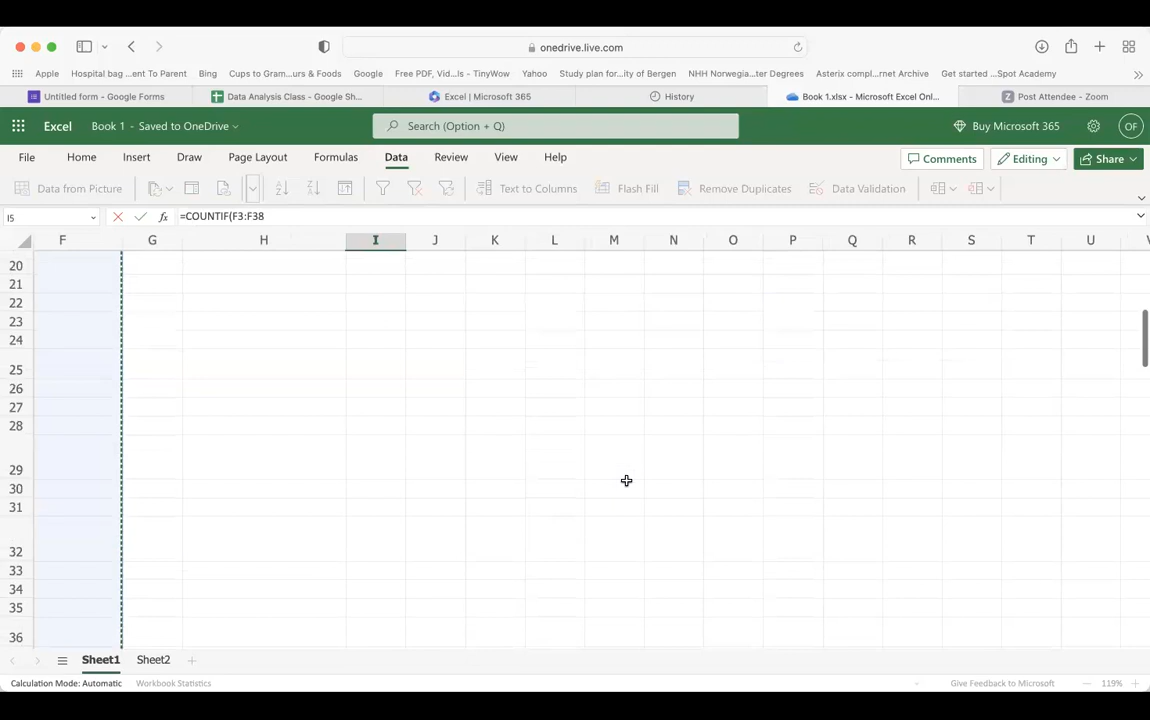 onedrive.live.com
Apple Hospital bag ...ent To Parent Bing Cups to Gram...urs & Foods Google Free PDF, Vid...ls - TinyWow Yahoo Study plan for...ity of Bergen NHH Norwegia...ter Degrees Asterix compl...rnet Archive Get started ...Spot Academy
Untitled form - Google Forms Data Analysis Class - Google Sh... Excel | Microsoft 365 History Book 1.xlsx - Microsoft Excel Onl... Z Post Attendee - Zoom
Excel Book 1 - Saved to OneDrive Search (Option + Q) Buy Microsoft 365 OF
File Home Insert Draw Page Layout Formulas Data Review View Help Comments Editing Share
Data from Picture Text to Columns Flash Fill Remove Duplicates Data Validation
I5 fx =COUNTIF(F3:F38
F G H I J K L M N O P Q R S T U
20
21
22
23
24
25
26
27
28
29
30
31
32
33
34
35
36
Sheet1 Sheet2
Calculation Mode: Automatic Workbook Statistics Give Feedback to Microsoft 119%